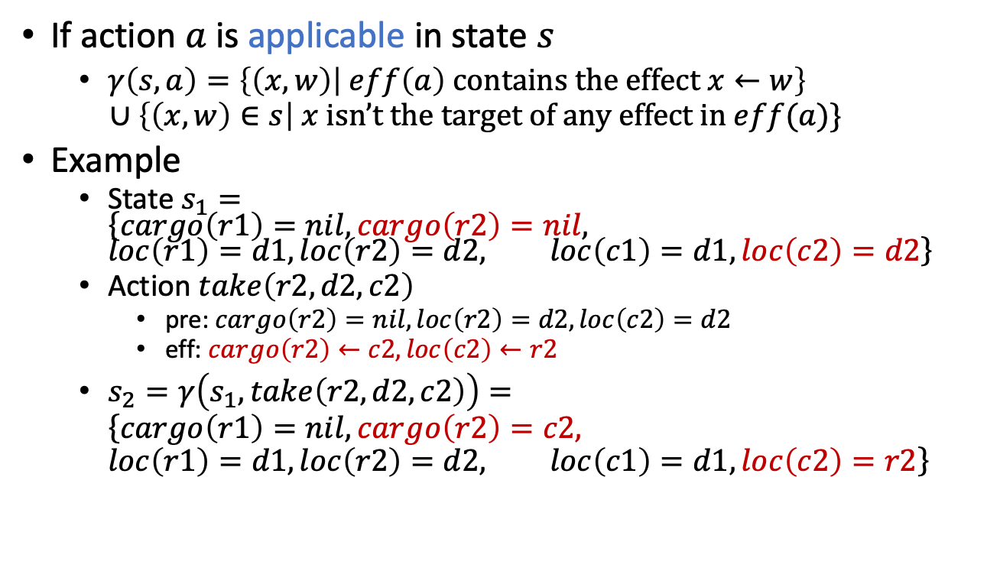 • If action 𝑎 is applicable in state 𝑠
• 𝛾(𝑠, 𝑎) = {(𝑥, 𝑤)| 𝑒𝑓𝑓(𝑎) contains the effect 𝑥 ← 𝑤}
∪ {(𝑥, 𝑤) ∈ 𝑠| 𝑥 isn’t the target of any effect in 𝑒𝑓𝑓(𝑎)}
• Example
• State 𝑠₁ =
{𝑐𝑎𝑟𝑔𝑜(𝑟1) = 𝑛𝑖𝑙, 𝑐𝑎𝑟𝑔𝑜(𝑟2) = 𝑛𝑖𝑙,
𝑙𝑜𝑐(𝑟1) = 𝑑1, 𝑙𝑜𝑐(𝑟2) = 𝑑2, 𝑙𝑜𝑐(𝑐1) = 𝑑1, 𝑙𝑜𝑐(𝑐2) = 𝑑2}
• Action 𝑡𝑎𝑘𝑒(𝑟2, 𝑑2, 𝑐2)
• pre: 𝑐𝑎𝑟𝑔𝑜(𝑟2) = 𝑛𝑖𝑙, 𝑙𝑜𝑐(𝑟2) = 𝑑2, 𝑙𝑜𝑐(𝑐2) = 𝑑2
• eff: 𝑐𝑎𝑟𝑔𝑜(𝑟2) ← 𝑐2, 𝑙𝑜𝑐(𝑐2) ← 𝑟2
• 𝑠₂ = 𝛾(𝑠₁, 𝑡𝑎𝑘𝑒(𝑟2, 𝑑2, 𝑐2)) =
{𝑐𝑎𝑟𝑔𝑜(𝑟1) = 𝑛𝑖𝑙, 𝑐𝑎𝑟𝑔𝑜(𝑟2) = 𝑐2,
𝑙𝑜𝑐(𝑟1) = 𝑑1, 𝑙𝑜𝑐(𝑟2) = 𝑑2, 𝑙𝑜𝑐(𝑐1) = 𝑑1, 𝑙𝑜𝑐(𝑐2) = 𝑟2}